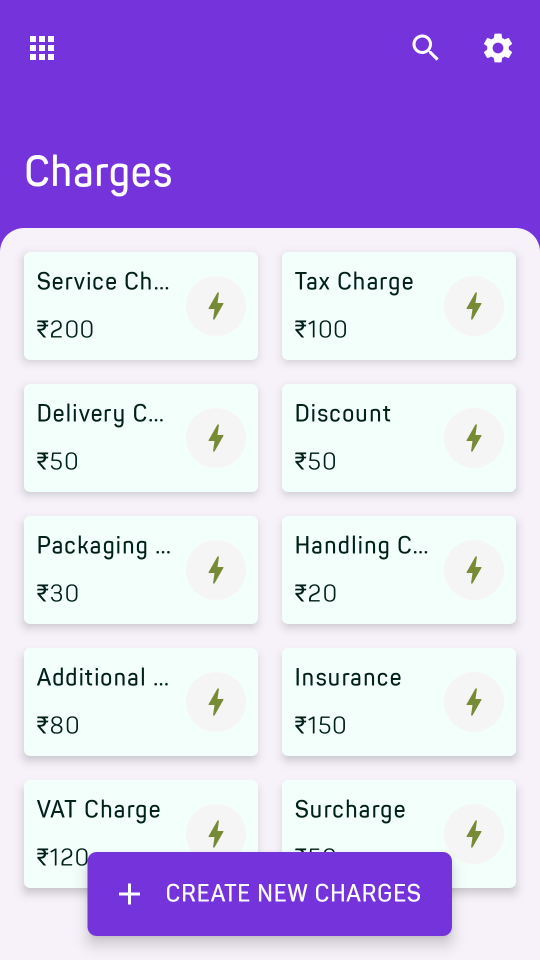 Charges
Service Ch...
Tax Charge
₹200
₹100
Delivery C...
Discount
₹50
₹50
Packaging ...
Handling C...
₹30
₹20
Additional ...
Insurance
₹80
₹150
VAT Charge
Surcharge
₹120
+ CREATE NEW CHARGES